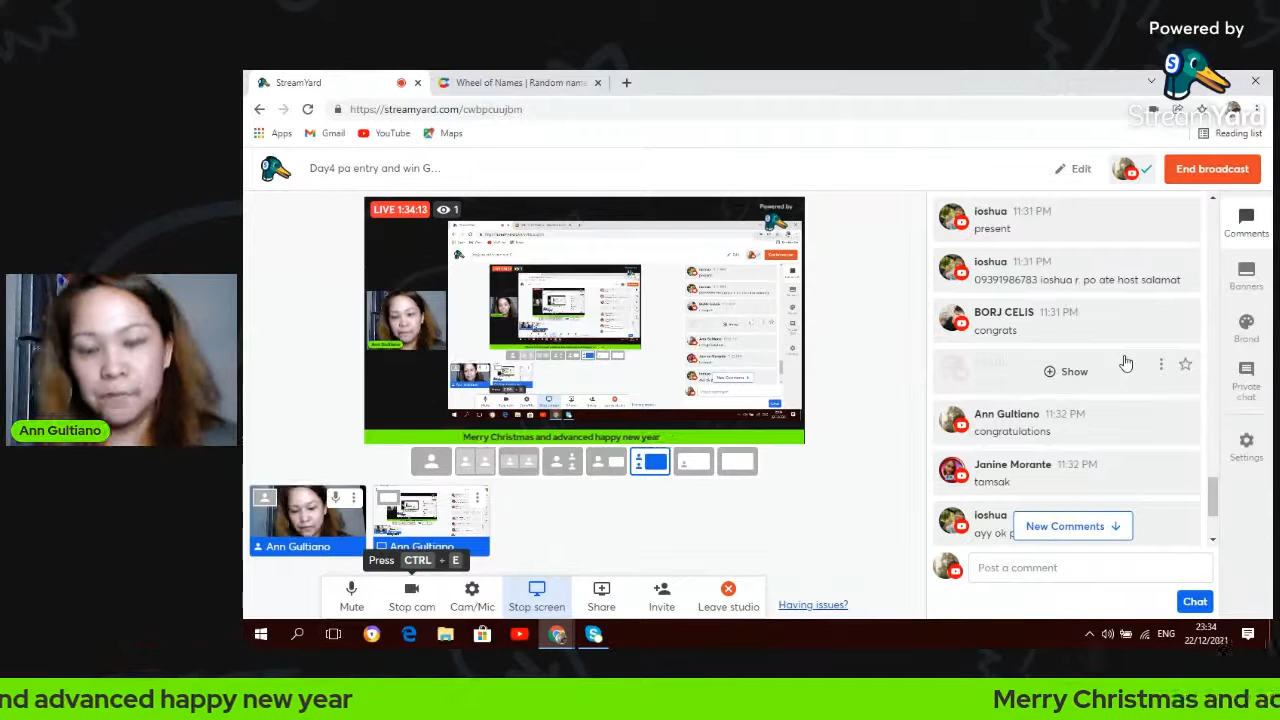 Powered by
StreamYard
StreamYard
Wheel of Names | Random name
https://streamyard.com/cwbpcuujbm
Apps
Gmail
YouTube
Maps
Reading list
Day4 pa entry and win G...
Edit
End broadcast
LIVE 1:34:13
1
Powered by
Ann Gultiano
Merry Christmas and advanced happy new year
Ann Gultiano
Ann Gultiano
Ann Gultiano
Press CTRL + E
Mute
Stop cam
Cam/Mic
Stop screen
Share
Invite
Leave studio
Having issues?
ioshua 11:31 PM
present
ioshua 11:31 PM
09391986783 ioshua r. po ate host salamat
BORJ CELIS 11:31 PM
congrats
Show
Ann Gultiano 11:32 PM
congratulations
Janine Morante 11:32 PM
tamsak
ioshua
ayy ok
New Comments
Post a comment
Chat
Comments
Banners
Brand
Private
chat
Settings
ENG
23:34
22/12/2021
nd advanced happy new year
Merry Christmas and ad